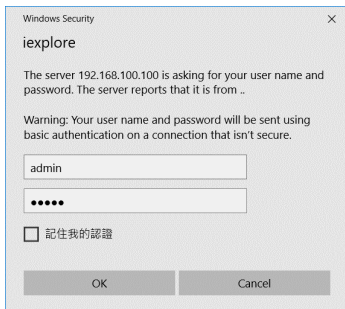 Windows Security
iexplore
The server 192.168.100.100 is asking for your user name and
password. The server reports that it is from ..
Warning: Your user name and password will be sent using
basic authentication on a connection that isn't secure.
admin
●●●●●
記住我的認證
OK Cancel